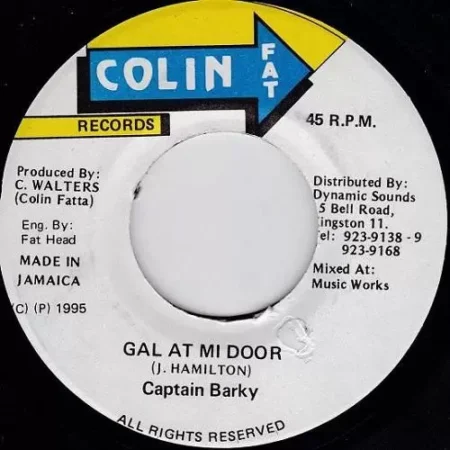 COLIN
FAT
RECORDS
45 R.P.M.
Produced By:
C. WALTERS
(Colin Fatta)
Eng. By:
Fat Head
MADE IN
JAMAICA
(C) (P) 1995
Distributed By:
Dynamic Sounds
5 Bell Road,
ingston 11.
el: 923-9138 - 9
923-9168
Mixed At:
Music Works
GAL AT MI DOOR
(J. HAMILTON)
Captain Barky
ALL RIGHTS RESERVED